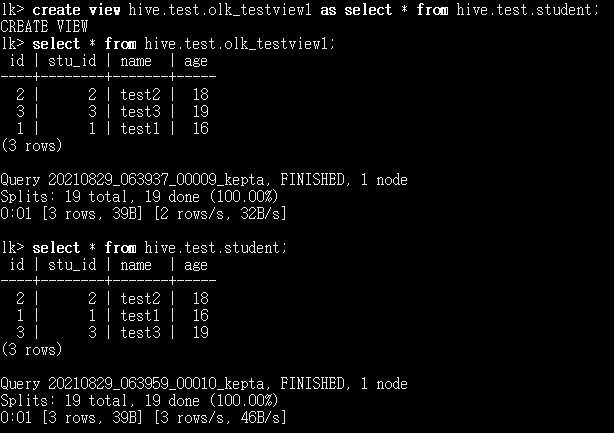 lk> create view hive.test.olk_testview1 as select * from hive.test.student;
CREATE VIEW
lk> select * from hive.test.olk_testview1;
 id | stu_id | name  | age
----+--------+-------+-----
  2 |      2 | test2 |  18
  3 |      3 | test3 |  19
  1 |      1 | test1 |  16
(3 rows)

Query 20210829_063937_00009_kepta, FINISHED, 1 node
Splits: 19 total, 19 done (100.00%)
0:01 [3 rows, 39B] [2 rows/s, 32B/s]

lk> select * from hive.test.student;
 id | stu_id | name  | age
----+--------+-------+-----
  2 |      2 | test2 |  18
  1 |      1 | test1 |  16
  3 |      3 | test3 |  19
(3 rows)

Query 20210829_063959_00010_kepta, FINISHED, 1 node
Splits: 19 total, 19 done (100.00%)
0:01 [3 rows, 39B] [3 rows/s, 46B/s]